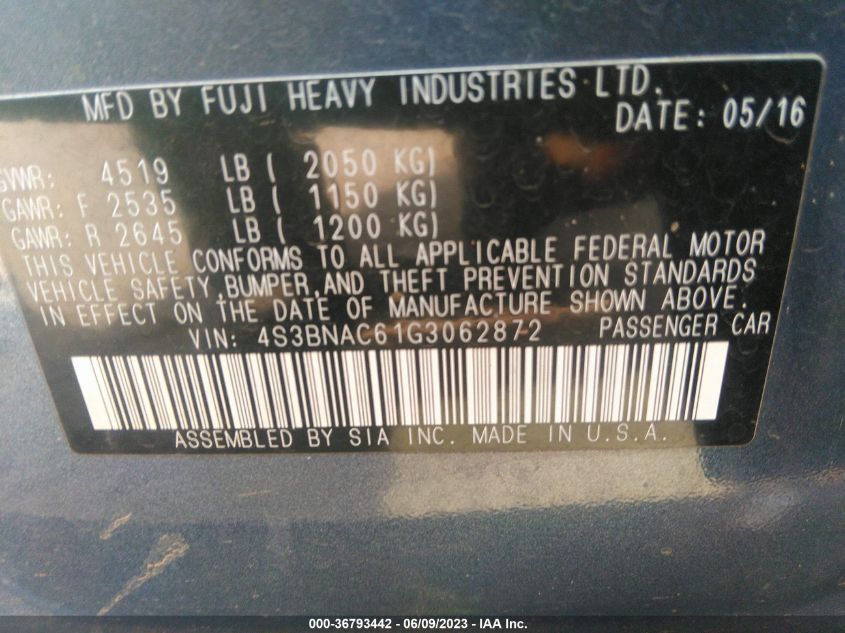 MFD BY FUJI HEAVY INDUSTRIES LTD.
DATE: 05/16
GVWR: 4519 LB ( 2050 KG)
GAWR: F 2535 LB ( 1150 KG)
GAWR: R 2645 LB ( 1200 KG)
THIS VEHICLE CONFORMS TO ALL APPLICABLE FEDERAL MOTOR
VEHICLE SAFETY,BUMPER,AND THEFT PREVENTION STANDARDS
IN EFFECT ON THE DATE OF MANUFACTURE SHOWN ABOVE.
VIN: 4S3BNAC61G3062872 PASSENGER CAR
ASSEMBLED BY SIA INC. MADE IN U.S.A.
000-36793442 - 06/09/2023 - IAA Inc.